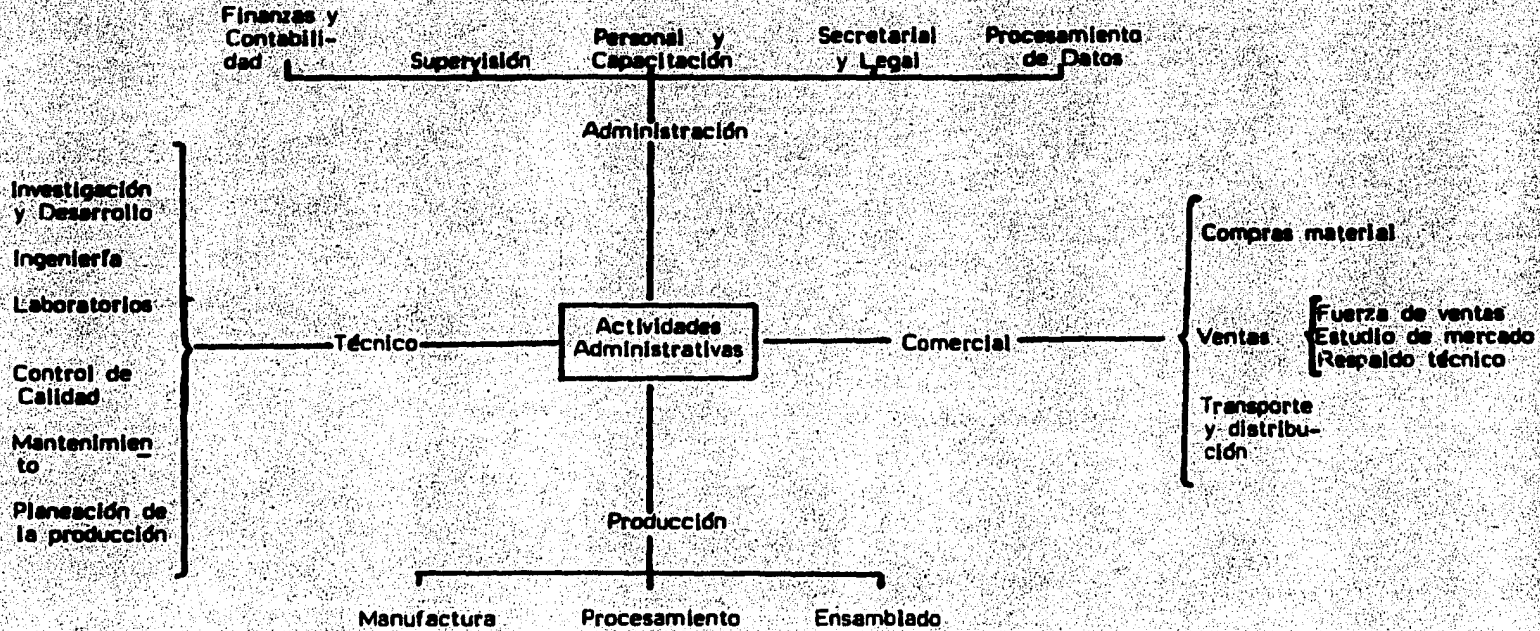 Finanzas y
Contabili-
dad
Supervisión
Personal y
Capacitación
Secretarial
y Legal
Procesamiento
de Datos
Administración
Investigación
y Desarrollo
Ingeniería
Laboratorios
Control de
Calidad
Mantenimien
to
Planeación de
la producción
Técnico
Actividades
Administrativas
Comercial
Compras material
Ventas
Fuerza de ventas
Estudio de mercado
Respaldo técnico
Transporte
y distribu-
ción
Producción
Manufactura
Procesamiento
Ensamblado